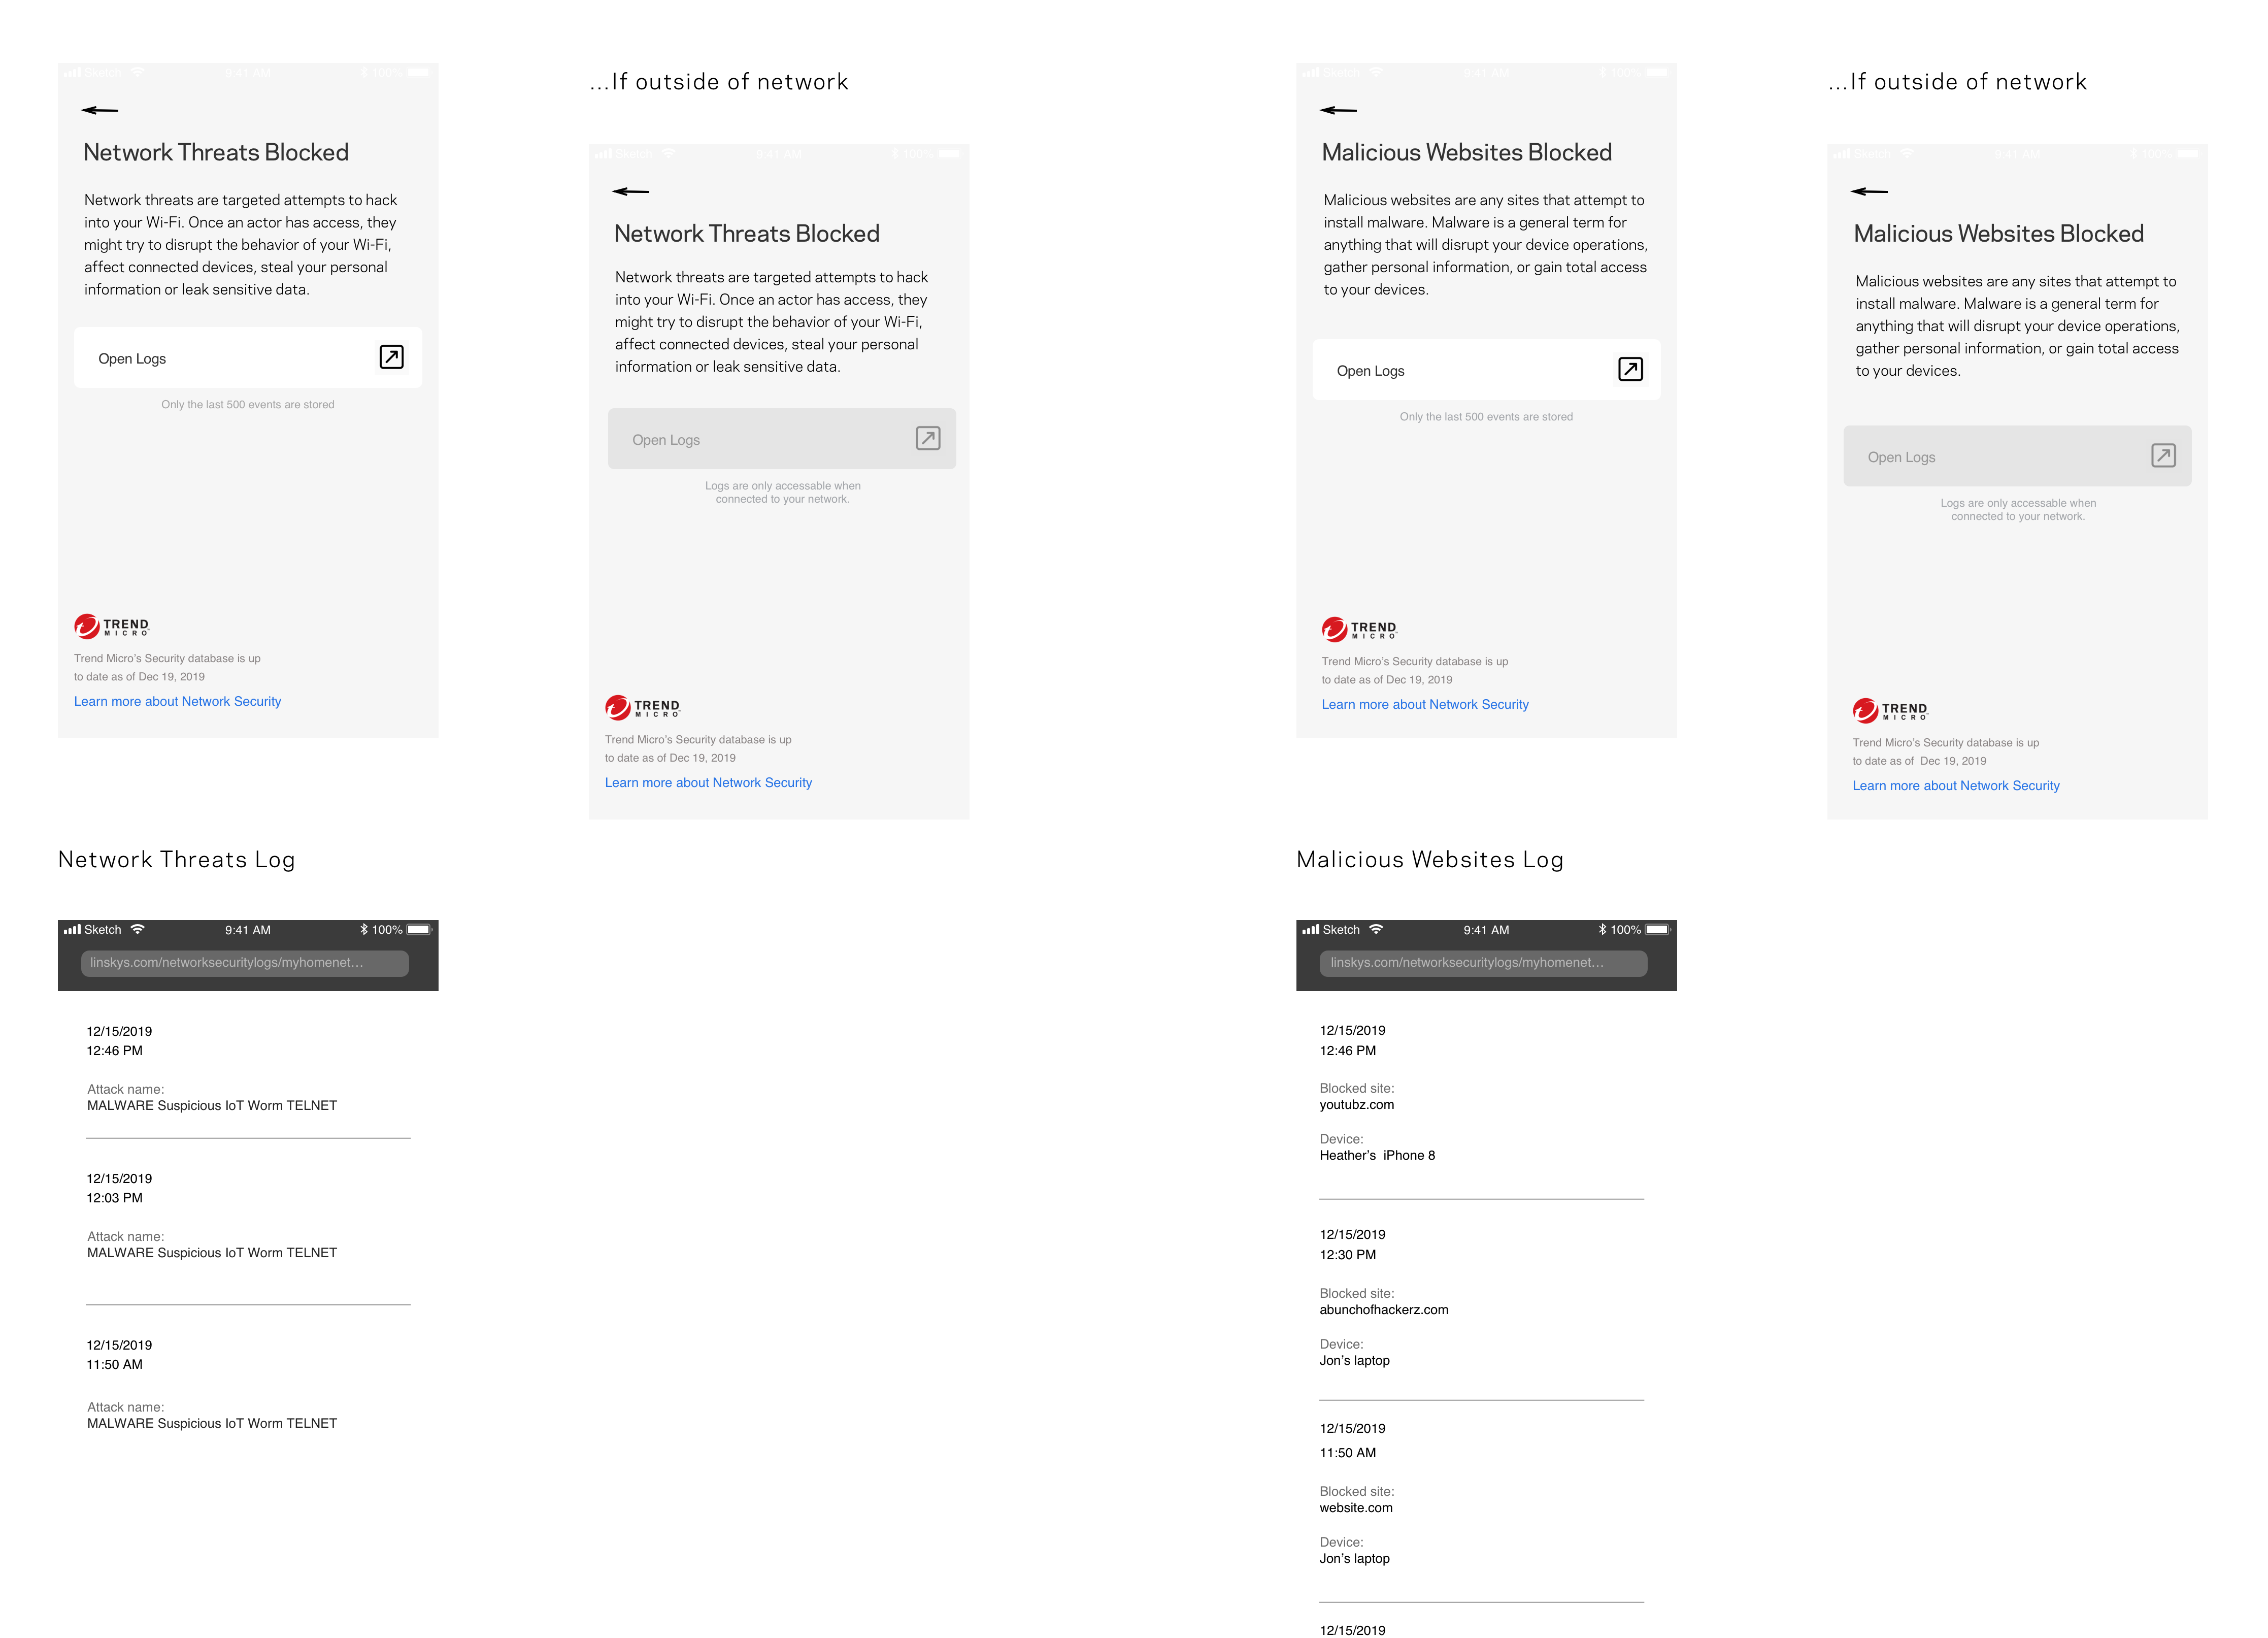 Sketch 9:41 AM 100%
Network Threats Blocked
Network threats are targeted attempts to hack
into your Wi-Fi. Once an actor has access, they
might try to disrupt the behavior of your Wi-Fi,
affect connected devices, steal your personal
information or leak sensitive data.
Open Logs
Only the last 500 events are stored
TREND
MICRO
Trend Micro’s Security database is up
to date as of Dec 19, 2019
Learn more about Network Security
...If outside of network
Sketch 9:41 AM 100%
Network Threats Blocked
Network threats are targeted attempts to hack
into your Wi-Fi. Once an actor has access, they
might try to disrupt the behavior of your Wi-Fi,
affect connected devices, steal your personal
information or leak sensitive data.
Open Logs
Logs are only accessable when
connected to your network.
TREND
MICRO
Trend Micro’s Security database is up
to date as of Dec 19, 2019
Learn more about Network Security
Sketch 9:41 AM 100%
Malicious Websites Blocked
Malicious websites are any sites that attempt to
install malware. Malware is a general term for
anything that will disrupt your device operations,
gather personal information, or gain total access
to your devices.
Open Logs
Only the last 500 events are stored
TREND
MICRO
Trend Micro’s Security database is up
to date as of Dec 19, 2019
Learn more about Network Security
...If outside of network
Sketch 9:41 AM 100%
Malicious Websites Blocked
Malicious websites are any sites that attempt to
install malware. Malware is a general term for
anything that will disrupt your device operations,
gather personal information, or gain total access
to your devices.
Open Logs
Logs are only accessable when
connected to your network.
TREND
MICRO
Trend Micro’s Security database is up
to date as of Dec 19, 2019
Learn more about Network Security
Network Threats Log
Sketch 9:41 AM 100%
linskys.com/networksecuritylogs/myhomenet...
12/15/2019
12:46 PM
Attack name:
MALWARE Suspicious IoT Worm TELNET
12/15/2019
12:03 PM
Attack name:
MALWARE Suspicious IoT Worm TELNET
12/15/2019
11:50 AM
Attack name:
MALWARE Suspicious IoT Worm TELNET
Malicious Websites Log
Sketch 9:41 AM 100%
linskys.com/networksecuritylogs/myhomenet...
12/15/2019
12:46 PM
Blocked site:
youtubz.com
Device:
Heather’s iPhone 8
12/15/2019
12:30 PM
Blocked site:
abunchofhackerz.com
Device:
Jon’s laptop
12/15/2019
11:50 AM
Blocked site:
website.com
Device:
Jon’s laptop
12/15/2019